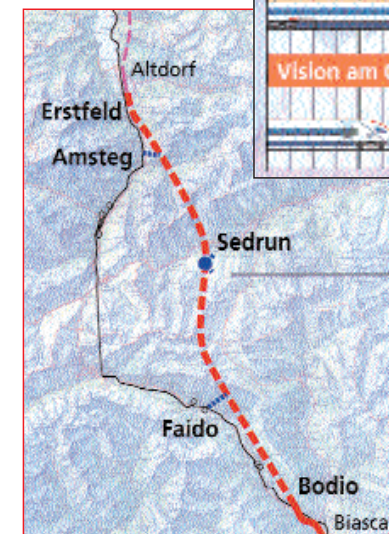 Vision am
Altdorf
Erstfeld
Amsteg
Sedrun
Faido
Bodio
Biasca